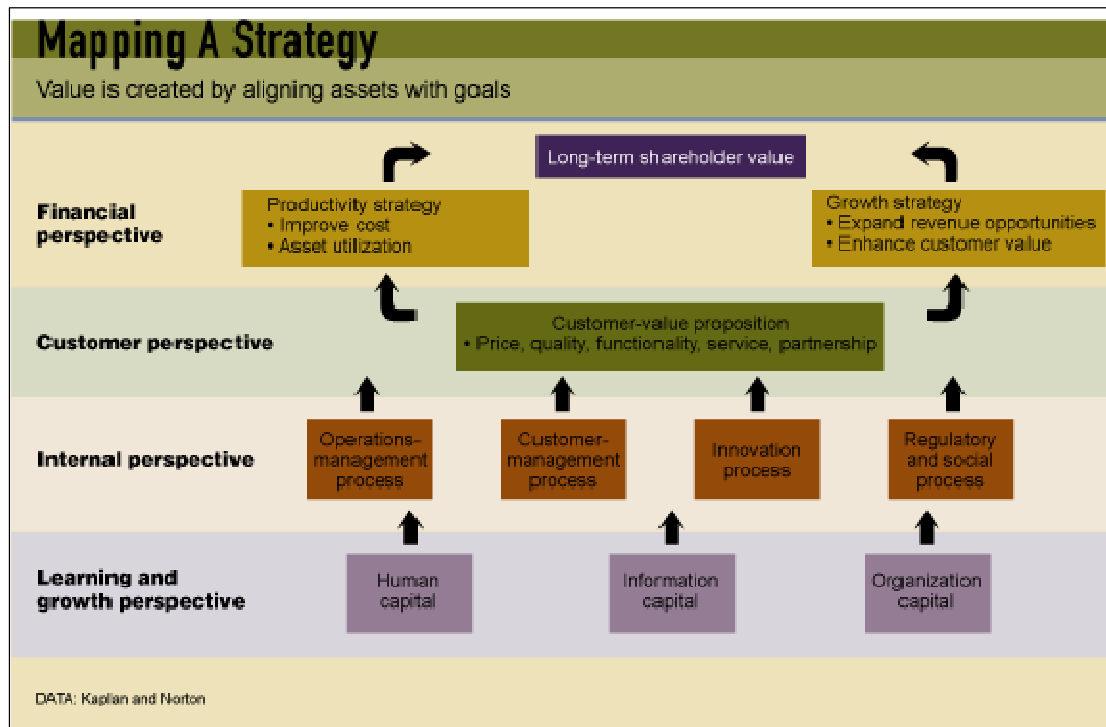 Mapping A Strategy
Value is created by aligning assets with goals
Long-term shareholder value
Financial
perspective
Productivity strategy
• Improve cost
• Asset utilization
Growth strategy
• Expand revenue opportunities
• Enhance customer value
Customer perspective
Customer-value proposition
• Price, quality, functionality, service, partnership
Internal perspective
Operations-
management
process
Customer-
management
process
Innovation
process
Regulatory
and social
process
Learning and
growth perspective
Human
capital
Information
capital
Organization
capital
DATA: Kaplan and Norton